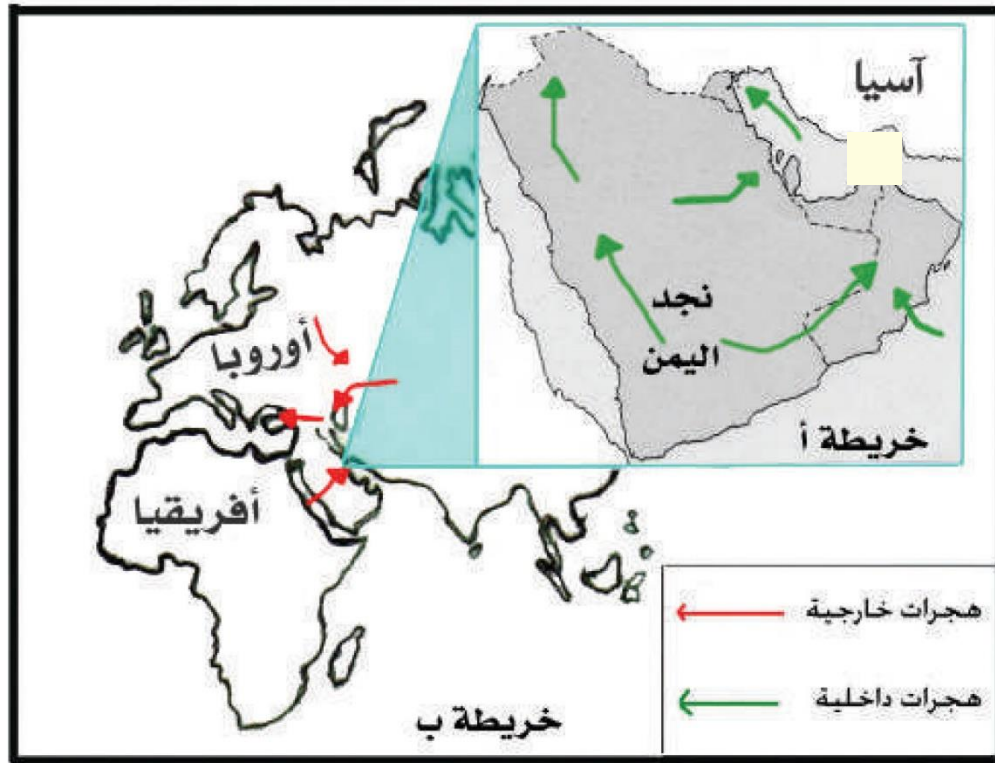 آسيا
نجد
اليمن
خريطة أ
أوروبا
أفريقيا
خريطة ب
هجرات خارجية
هجرات داخلية